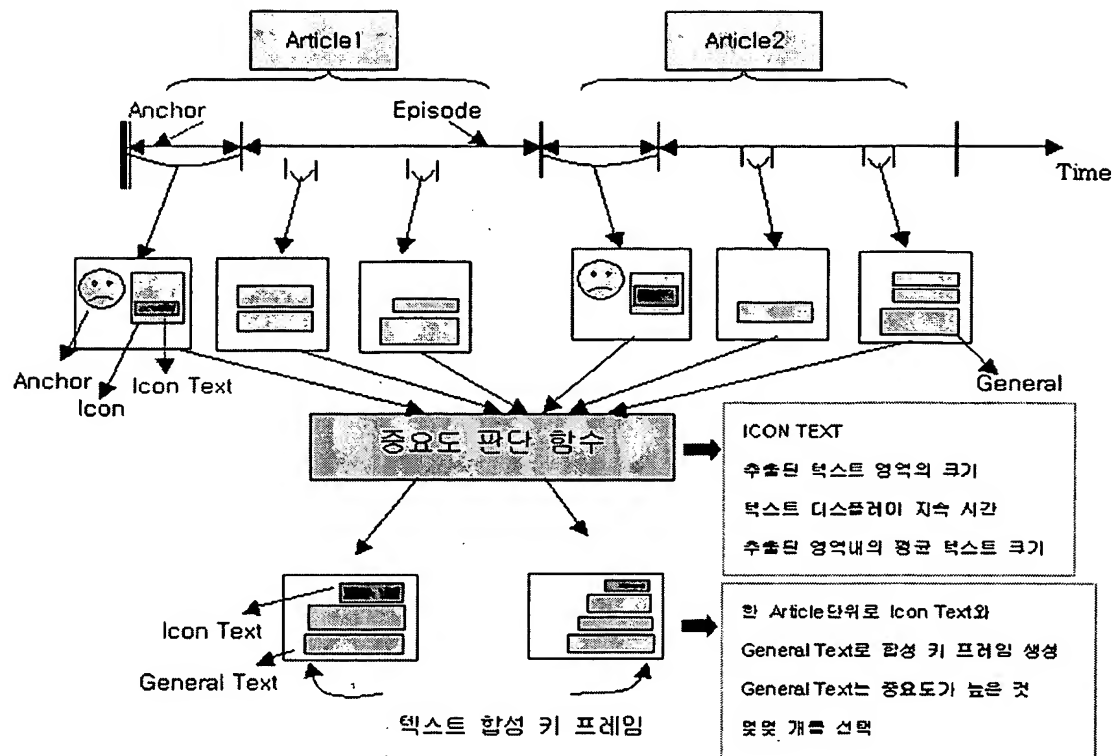 Article1
Article2
Anchor
Episode
Time
Anchor
Icon
Icon Text
General
중요도 판단 함수
ICON TEXT
추출된 텍스트 영역의 크기
텍스트 디스플레이 지속 시간
추출된 영역내의 평균 텍스트 크기
Icon Text
General Text
한 Article단위로 Icon Text와
General Text로 합성 키 프레임 생성
General Text는 중요도가 높은 것
몇몇 개를 선택
텍스트 합성 키 프레임